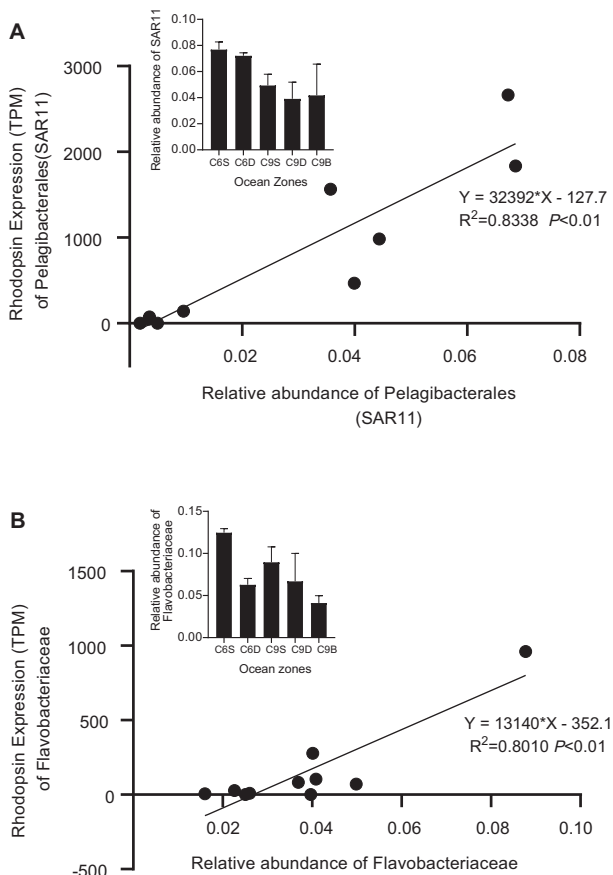 A
Relative abundance of SAR11
0.10
0.08
0.06
0.04
0.02
0.00
C6S C6D C9S C9D C9B
Ocean Zones
Rhodopsin Expression (TPM)
of Pelagibacterales(SAR11)
3000
2000
1000
0
Y = 32392*X - 127.7
R²=0.8338 P<0.01
0.02 0.04 0.06 0.08
Relative abundance of Pelagibacterales
(SAR11)
B
Relative abundance of
Flavobacteriaceae
0.15
0.10
0.05
0.00
C6S C6D C9S C9D C9B
Ocean zones
Rhodopsin Expression (TPM)
of Flavobacteriaceae
1500
1000
500
0
-500
Y = 13140*X - 352.1
R²=0.8010 P<0.01
0.02 0.04 0.06 0.08 0.10
Relative abundance of Flavobacteriaceae